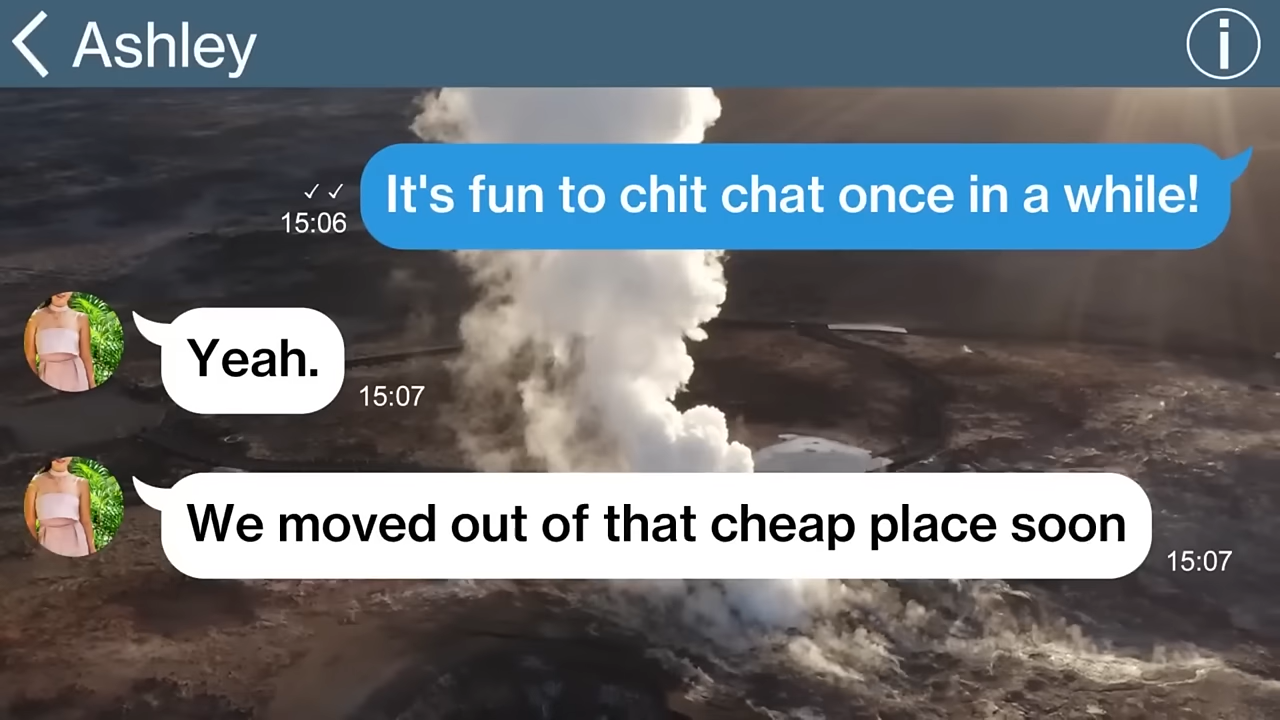 Ashley
It's fun to chit chat once in a while!
15:06
Yeah.
15:07
We moved out of that cheap place soon
15:07